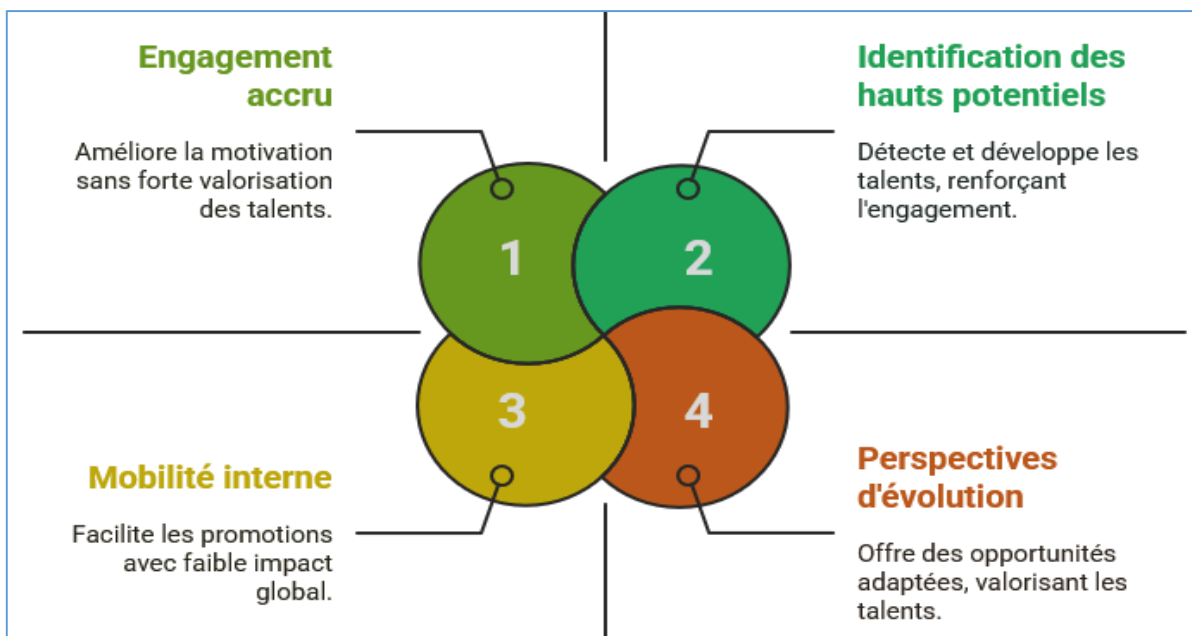 Engagement
accru
Améliore la motivation
sans forte valorisation
des talents.
Identification des
hauts potentiels
Détecte et développe les
talents, renforçant
l'engagement.
1
2
3
4
Mobilité interne
Facilite les promotions
avec faible impact
global.
Perspectives
d'évolution
Offre des opportunités
adaptées, valorisant les
talents.